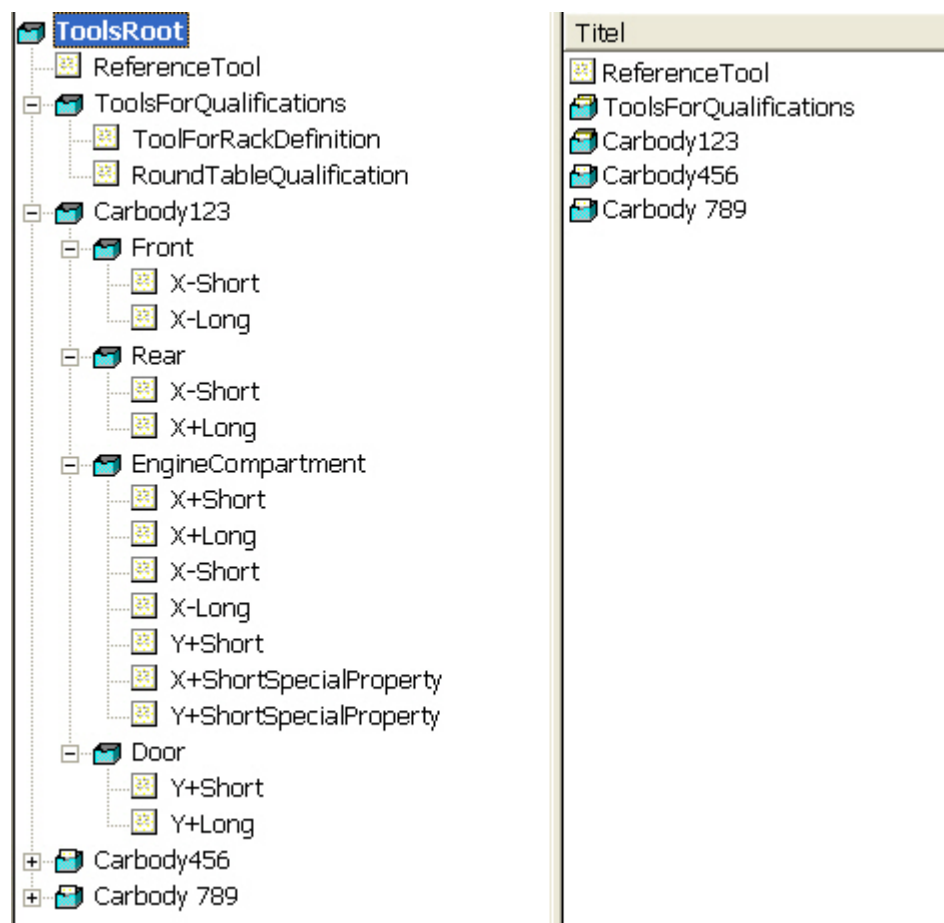 ToolsRoot
ReferenceTool
ToolsForQualifications
ToolForRackDefinition
RoundTableQualification
Carbody123
Front
X-Short
X-Long
Rear
X-Short
X+Long
EngineCompartment
X+Short
X+Long
X-Short
X-Long
Y+Short
X+ShortSpecialProperty
Y+ShortSpecialProperty
Door
Y+Short
Y+Long
Carbody456
Carbody 789
Titel
ReferenceTool
ToolsForQualifications
Carbody123
Carbody456
Carbody 789